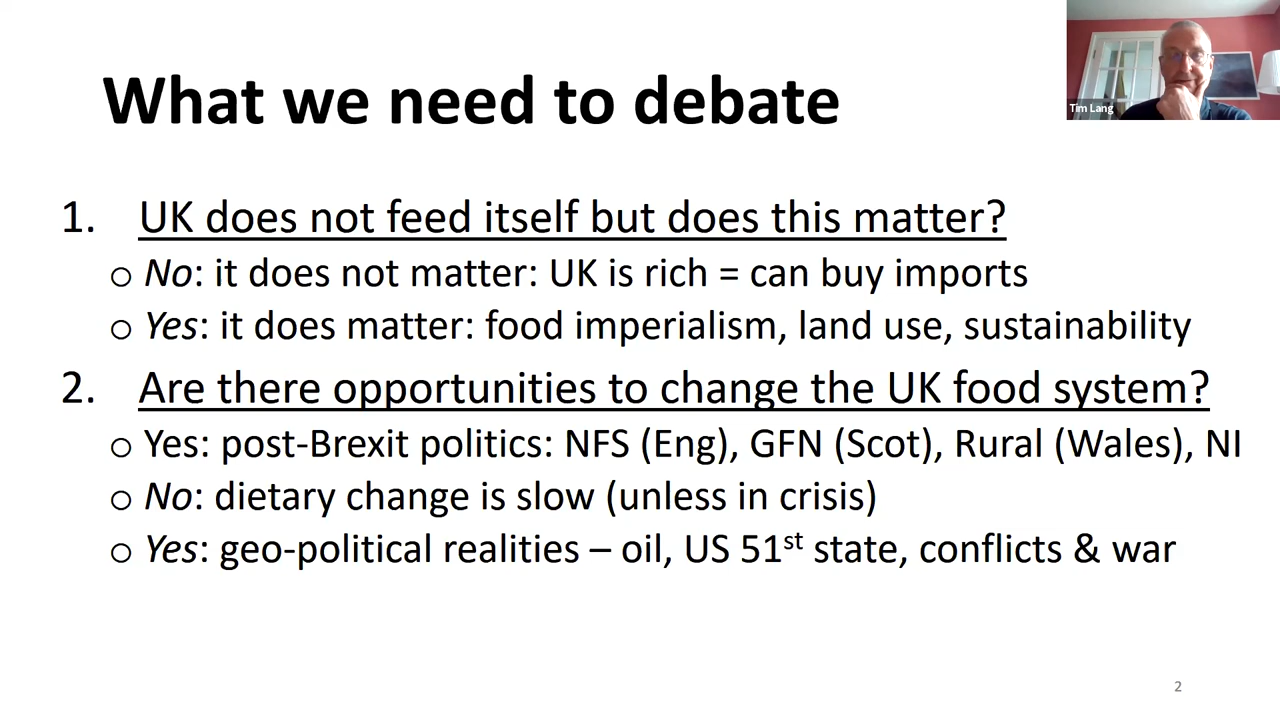 What we need to debate
Tim Lang
1. UK does not feed itself but does this matter?
o No: it does not matter: UK is rich = can buy imports
o Yes: it does matter: food imperialism, land use, sustainability
2. Are there opportunities to change the UK food system?
o Yes: post-Brexit politics: NFS (Eng), GFN (Scot), Rural (Wales), NI
o No: dietary change is slow (unless in crisis)
o Yes: geo-political realities – oil, US 51st state, conflicts & war
2